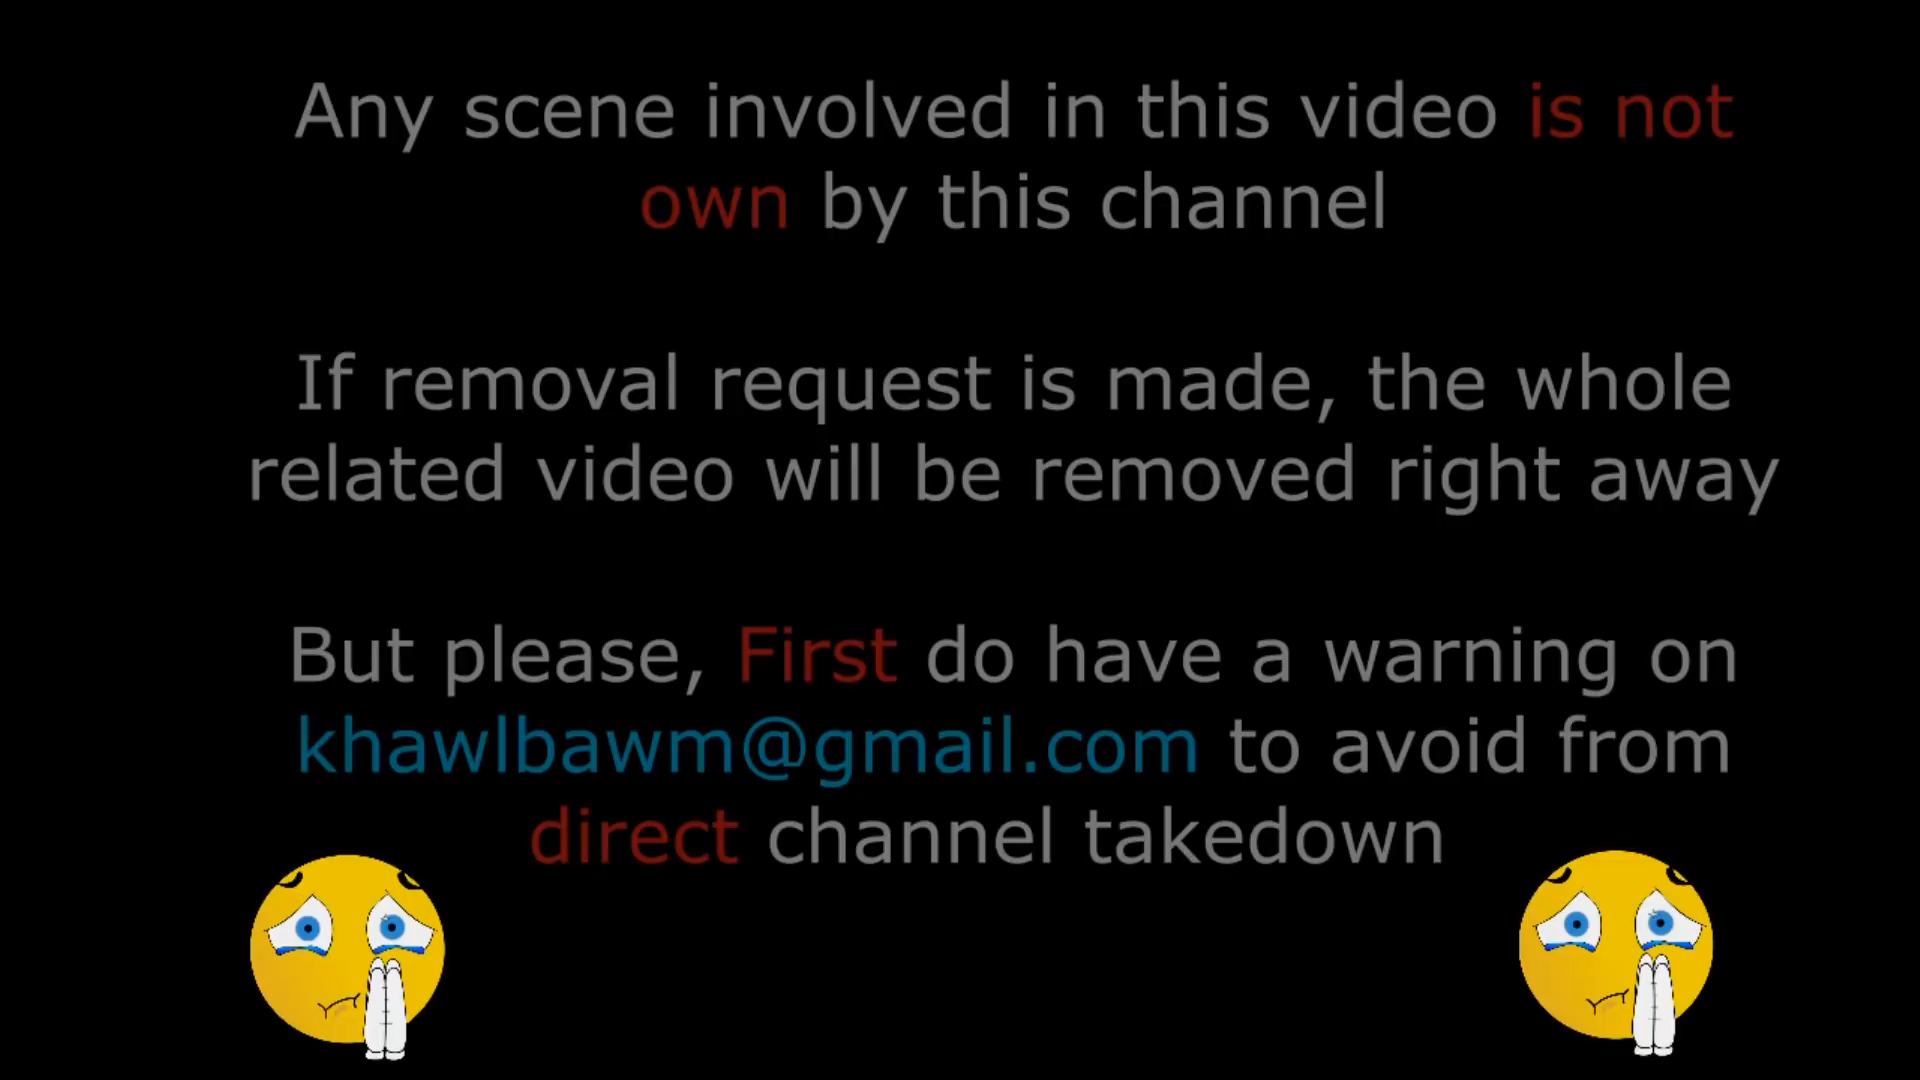 Any scene involved in this video is not
own by this channel
If removal request is made, the whole
related video will be removed right away
But please, First do have a warning on
khawlbawm@gmail.com to avoid from
direct channel takedown